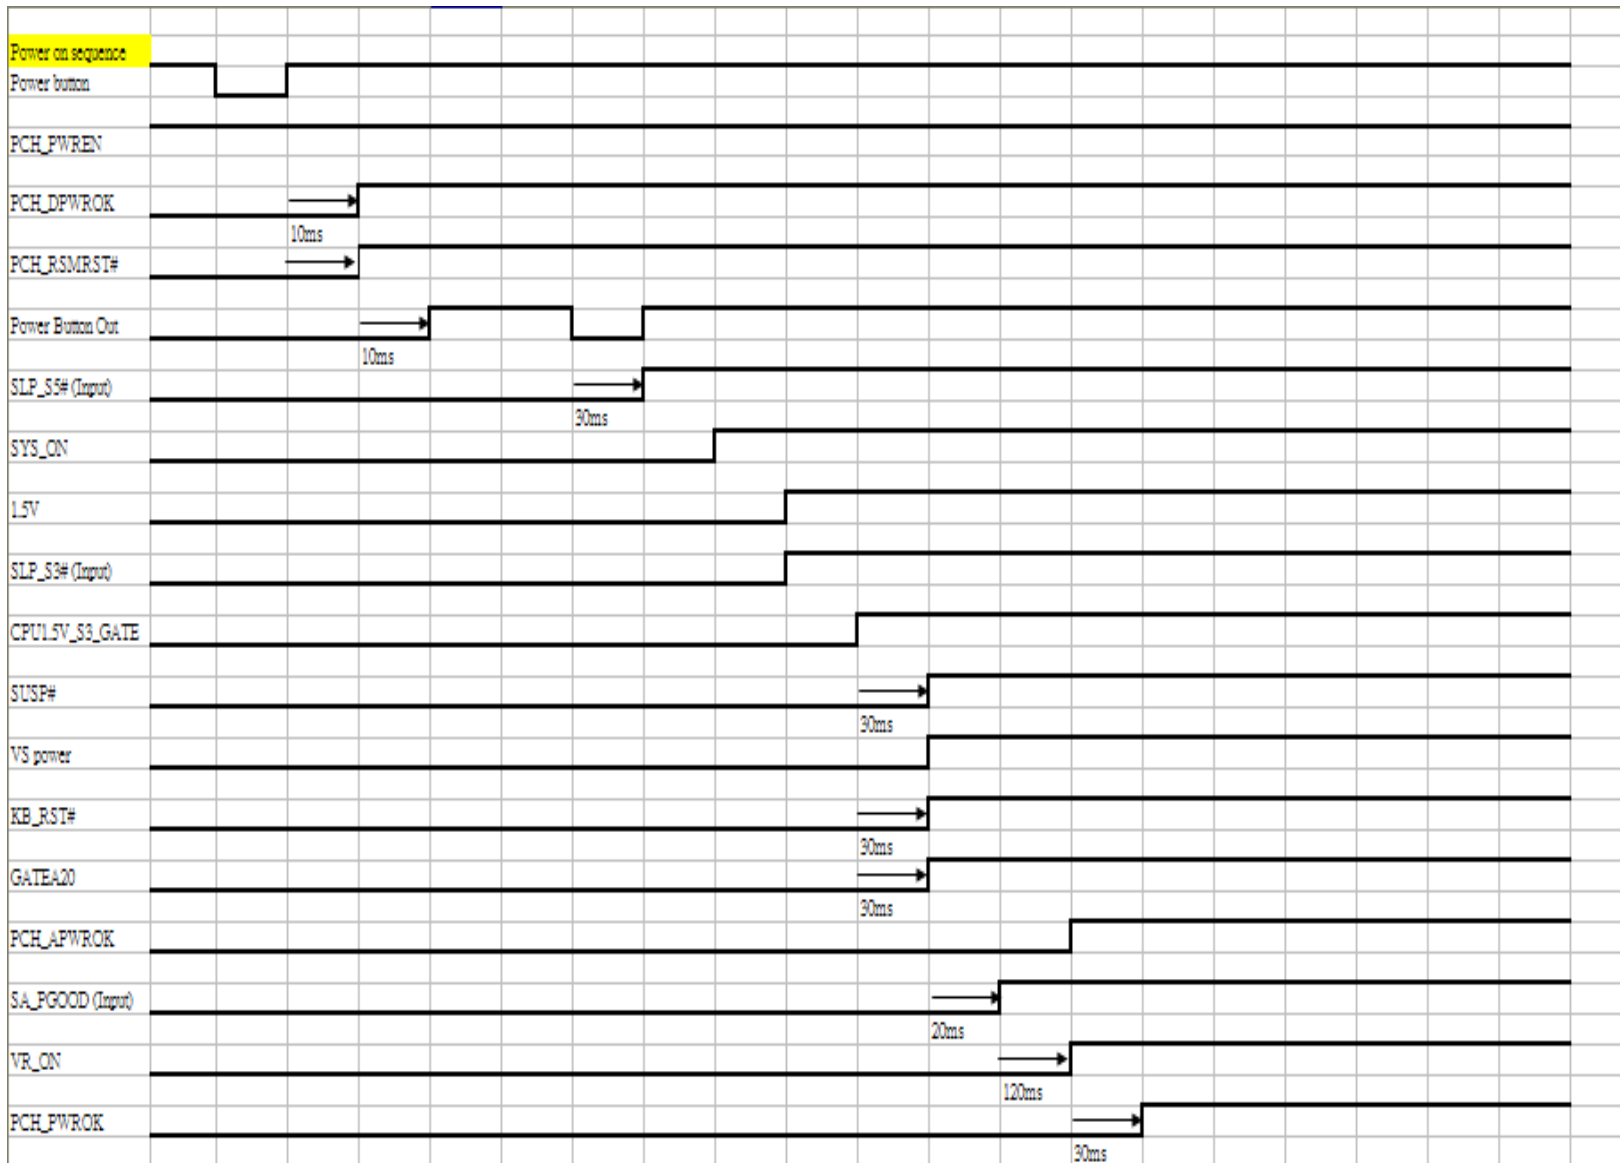 Power on sequence
Power button
PCH_PWREN
PCH_DPWROK
10ms
PCH_RSMRST#
Power Button Out
10ms
SLP_S5# (Input)
30ms
SYS_ON
1.5V
SLP_S3# (Input)
CPU1.5V_S3_GATE
SUSP#
30ms
VS power
KB_RST#
30ms
GATEA20
30ms
PCH_APWROK
SA_PGOOD (Input)
20ms
VR_ON
120ms
PCH_PWROK
30ms